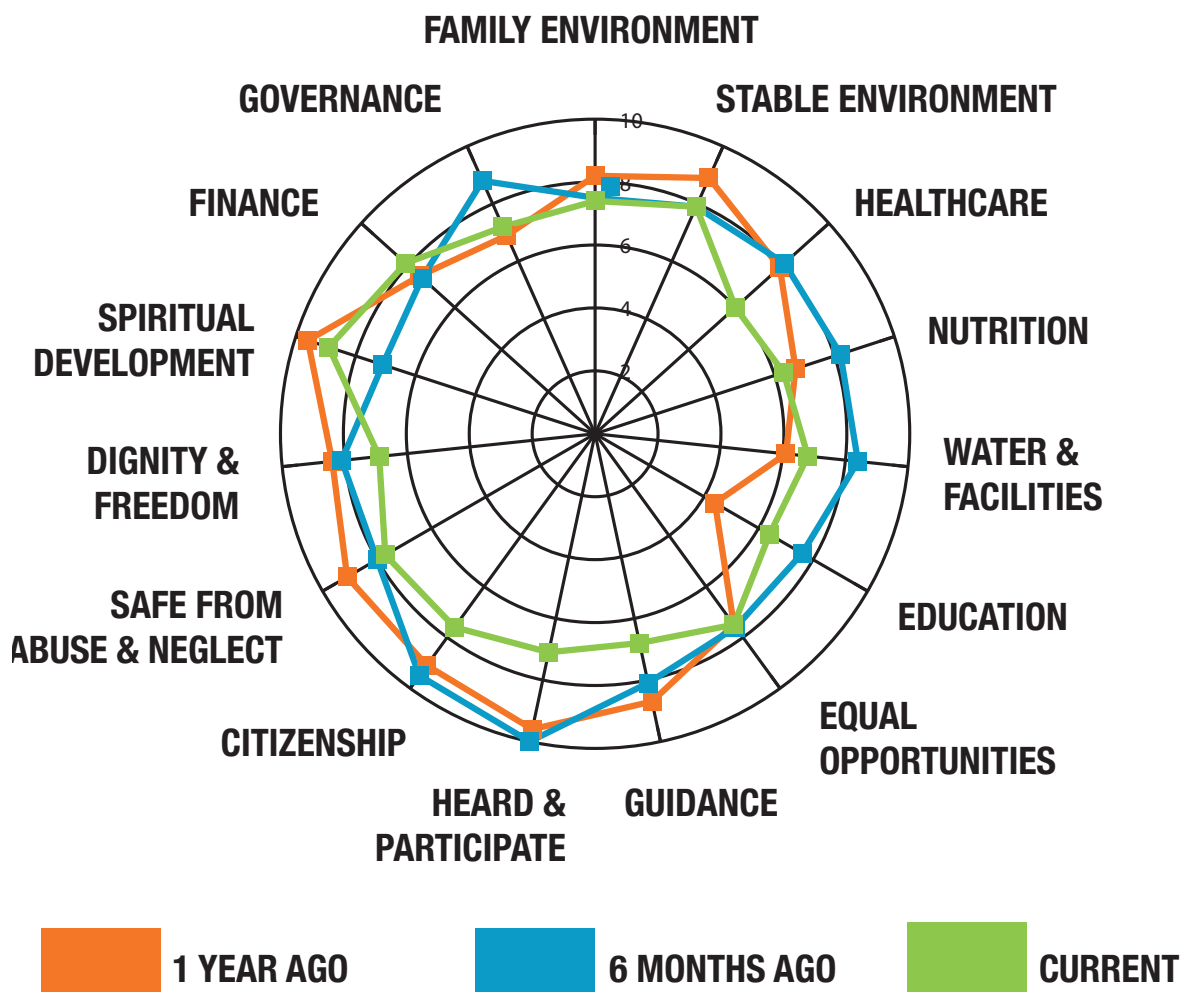 FAMILY ENVIRONMENT
GOVERNANCE
STABLE ENVIRONMENT
10
FINANCE
8
HEALTHCARE
6
SPIRITUAL
DEVELOPMENT
4
NUTRITION
2
DIGNITY &
FREEDOM
WATER &
FACILITIES
SAFE FROM
ABUSE & NEGLECT
EDUCATION
CITIZENSHIP
EQUAL
OPPORTUNITIES
HEARD &
PARTICIPATE
GUIDANCE
1 YEAR AGO
6 MONTHS AGO
CURRENT